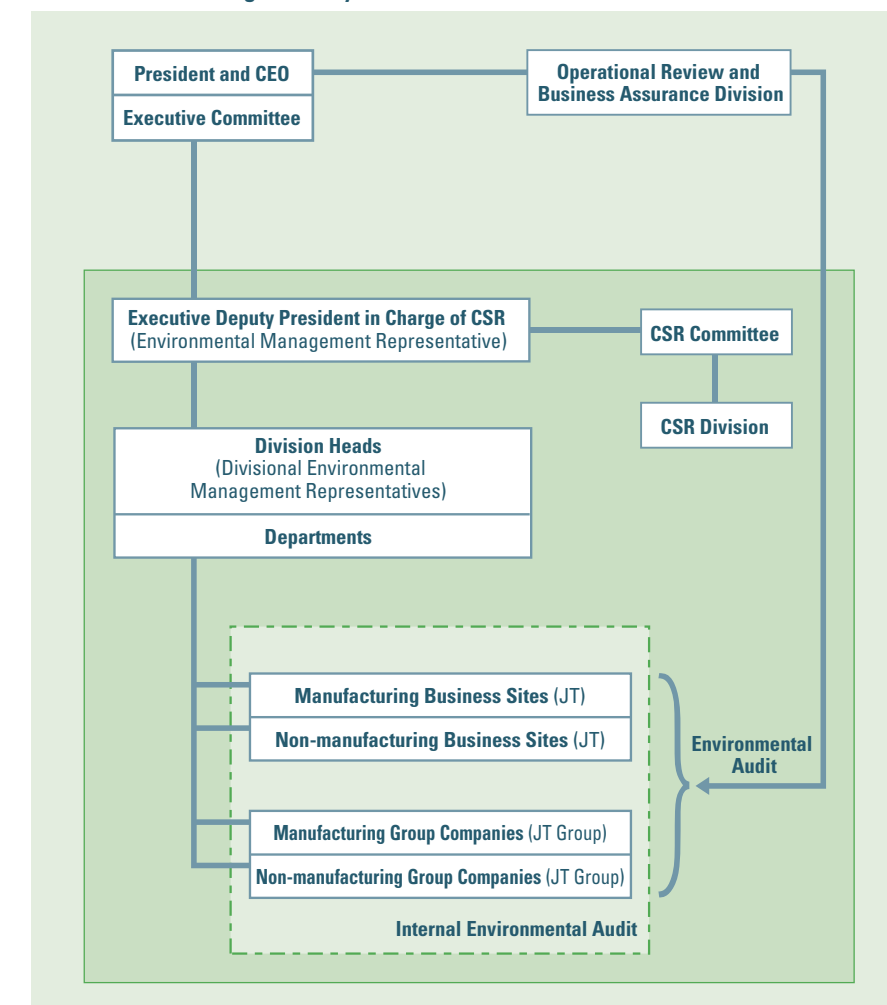 President and CEO
Executive Committee
Operational Review and
Business Assurance Division
Executive Deputy President in Charge of CSR
(Environmental Management Representative)
CSR Committee
CSR Division
Division Heads
(Divisional Environmental
Management Representatives)
Departments
Manufacturing Business Sites (JT)
Non-manufacturing Business Sites (JT)
Environmental
Audit
Manufacturing Group Companies (JT Group)
Non-manufacturing Group Companies (JT Group)
Internal Environmental Audit